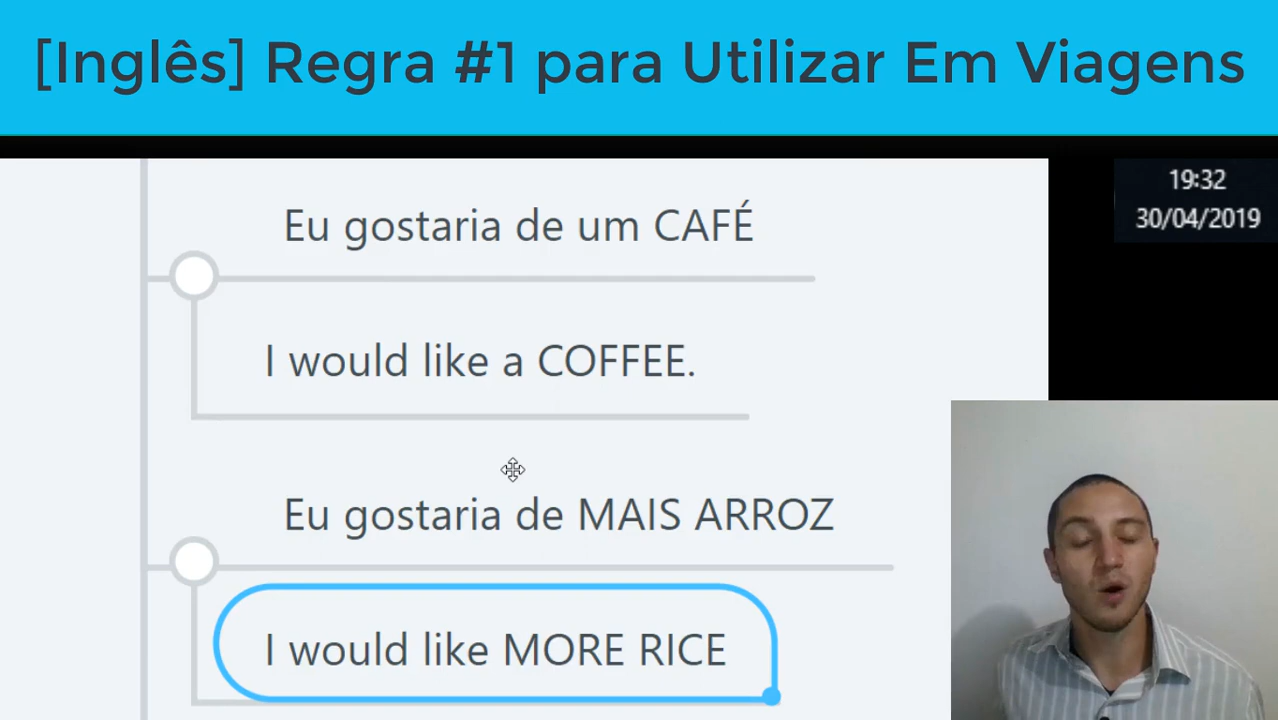 [Inglês] Regra #1 para Utilizar Em Viagens
19:32
30/04/2019
Eu gostaria de um CAFÉ
I would like a COFFEE.
Eu gostaria de MAIS ARROZ
I would like MORE RICE